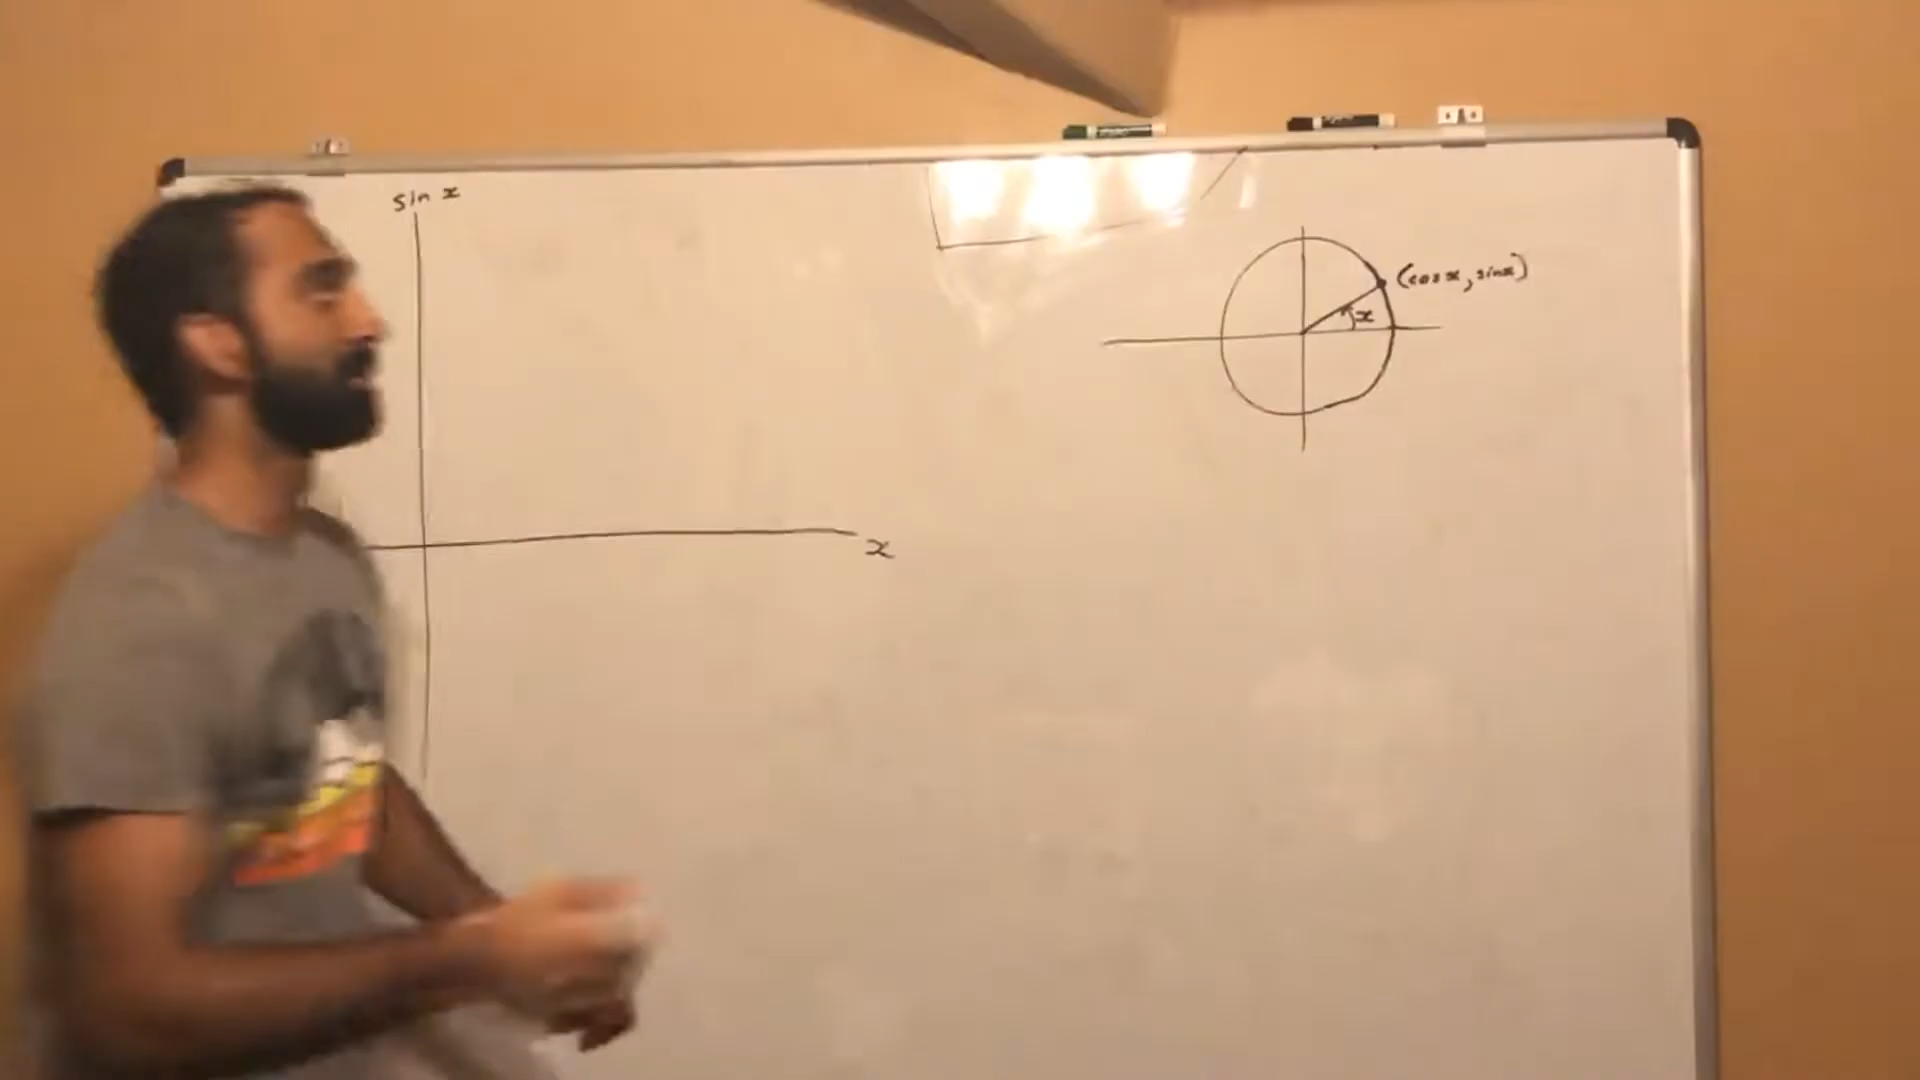 sin x
(cos x, sin x)
x
x